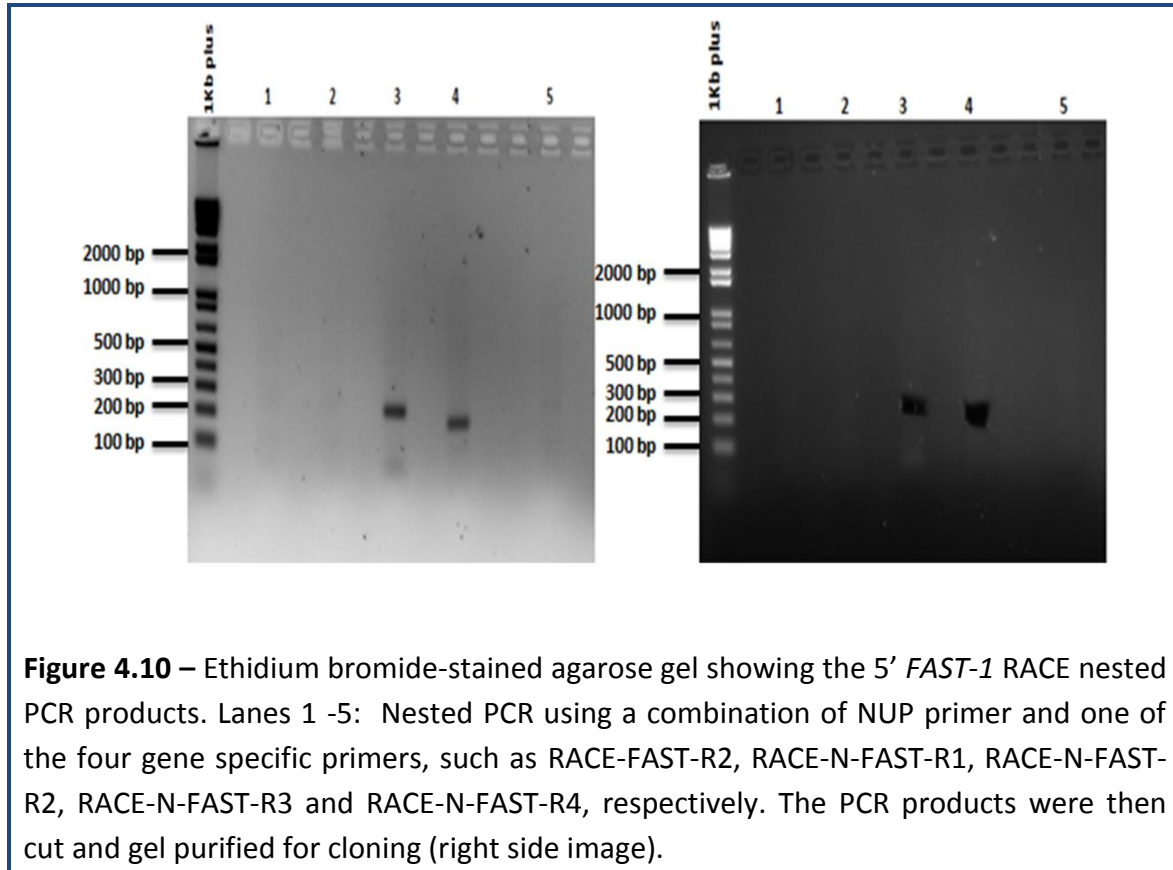 1Kb plus
1 2 3 4 5
2000 bp
1000 bp
500 bp
300 bp
200 bp
100 bp
1Kb plus
1 2 3 4 5
2000 bp
1000 bp
500 bp
300 bp
200 bp
100 bp
Figure 4.10 – Ethidium bromide-stained agarose gel showing the 5’ FAST-1 RACE nested
PCR products. Lanes 1 -5: Nested PCR using a combination of NUP primer and one of
the four gene specific primers, such as RACE-FAST-R2, RACE-N-FAST-R1, RACE-N-FAST-
R2, RACE-N-FAST-R3 and RACE-N-FAST-R4, respectively. The PCR products were then
cut and gel purified for cloning (right side image).